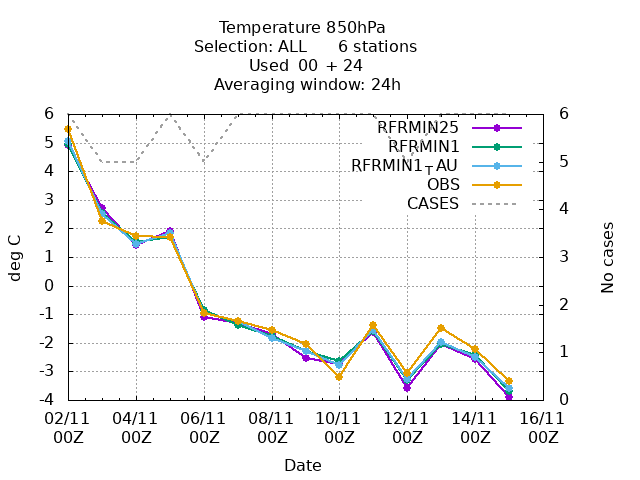 Temperature 850hPa
Selection: ALL 6 stations
Used 00 + 24
Averaging window: 24h
RFRMIN25
RFRMIN1
RFRMIN1TAU
OBS
CASES
deg C
6
5
4
3
2
1
0
-1
-2
-3
-4
No cases
6
5
4
3
2
1
0
02/11 04/11 06/11 08/11 10/11 12/11 14/11 16/11
00Z 00Z 00Z 00Z 00Z 00Z 00Z 00Z
Date